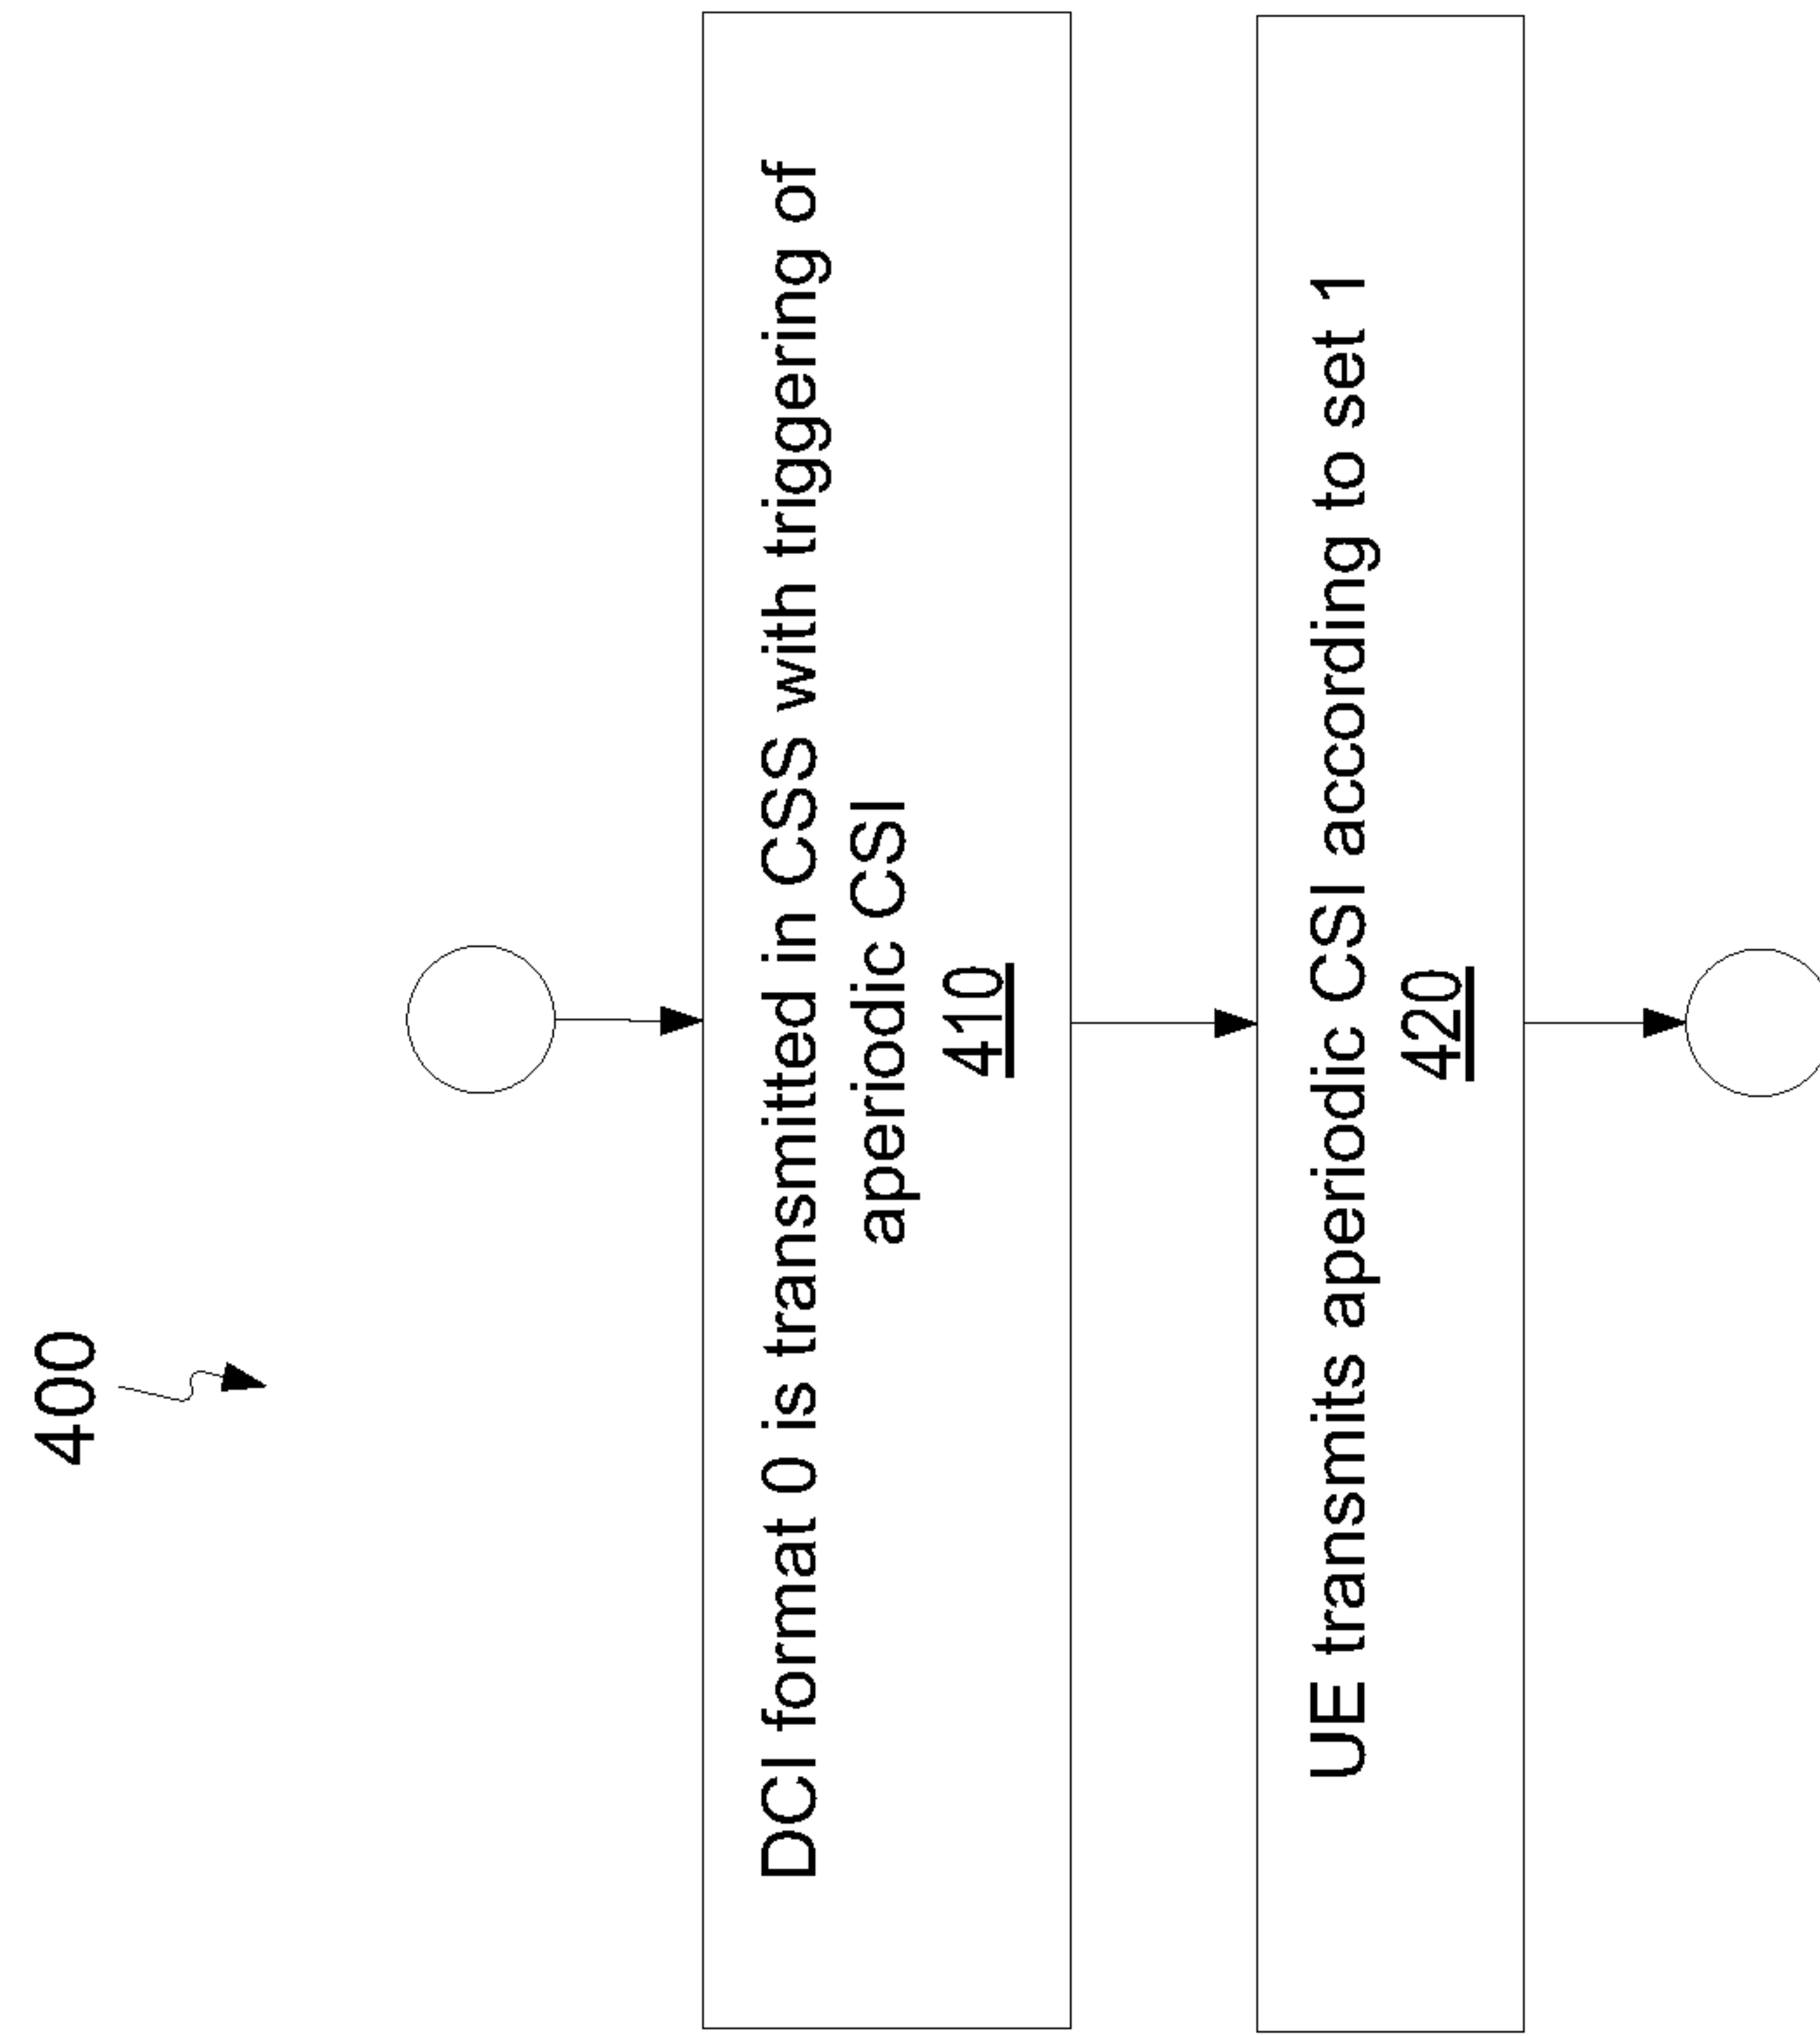 400
DCI format 0 is transmitted in CSS with triggering of
aperiodic CSI
410
UE transmits aperiodic CSI according to set 1
420